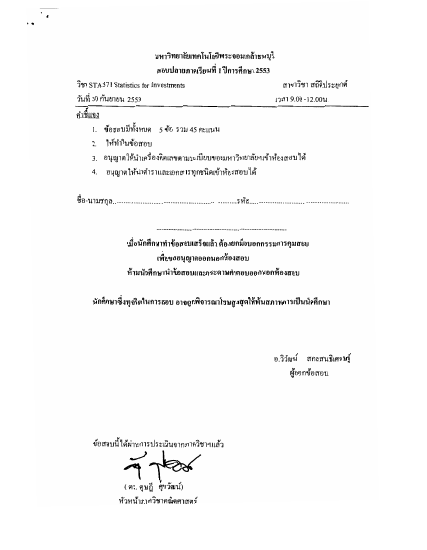 มหาวิทยาลัยเทคโนโลยีพระจอมเกล้าธนบุรี
สอบปลายภาคเรียนที่ 1 ปีการศึกษา 2553
วิชา STA 371 Statistics for Investments สาขาวิชา สถิติประยุกต์
วันที่ 30 กันยายน 2553 เวลา 9.00 -12.00น
คำชี้แจง
1. ข้อสอบมีทั้งหมด 5 ข้อ รวม 45 คะแนน
2. ให้ทำในข้อสอบ
3. อนุญาตให้นำเครื่องคิดเลขตามระเบียบของมหาวิทยาลัยฯเข้าห้องสอบได้
4. อนุญาตให้นำตำราและเอกสารทุกชนิดเข้าห้องสอบได้
ชื่อ-นามสกุล.......................................................รหัส.......................................
เมื่อนักศึกษาทำข้อสอบเสร็จแล้ว ต้องยกมือบอกกรรมการคุมสอบ
เพื่อขออนุญาตออกนอกห้องสอบ
ห้ามนักศึกษานำข้อสอบและกระดาษคำตอบออกนอกห้องสอบ
นักศึกษาซึ่งทุจริตในการสอบ อาจถูกพิจารณาโทษสูงสุดให้พ้นสภาพการเป็นนักศึกษา
อ.วิวัฒน์
ผู้ออกข้อสอบ
ข้อสอบนี้ได้ผ่านการประเมินจากภาควิชาฯแล้ว
( ดร. ดุษฎี ศุขวัฒน์)
หัวหน้าภาควิชาคณิตศาสตร์